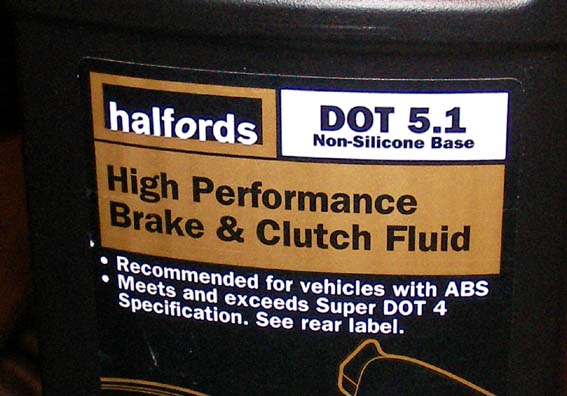 halfords
DOT 5.1
Non-Silicone Base
High Performance
Brake & Clutch Fluid
• Recommended for vehicles with ABS
• Meets and exceeds Super DOT 4
Specification. See rear label.